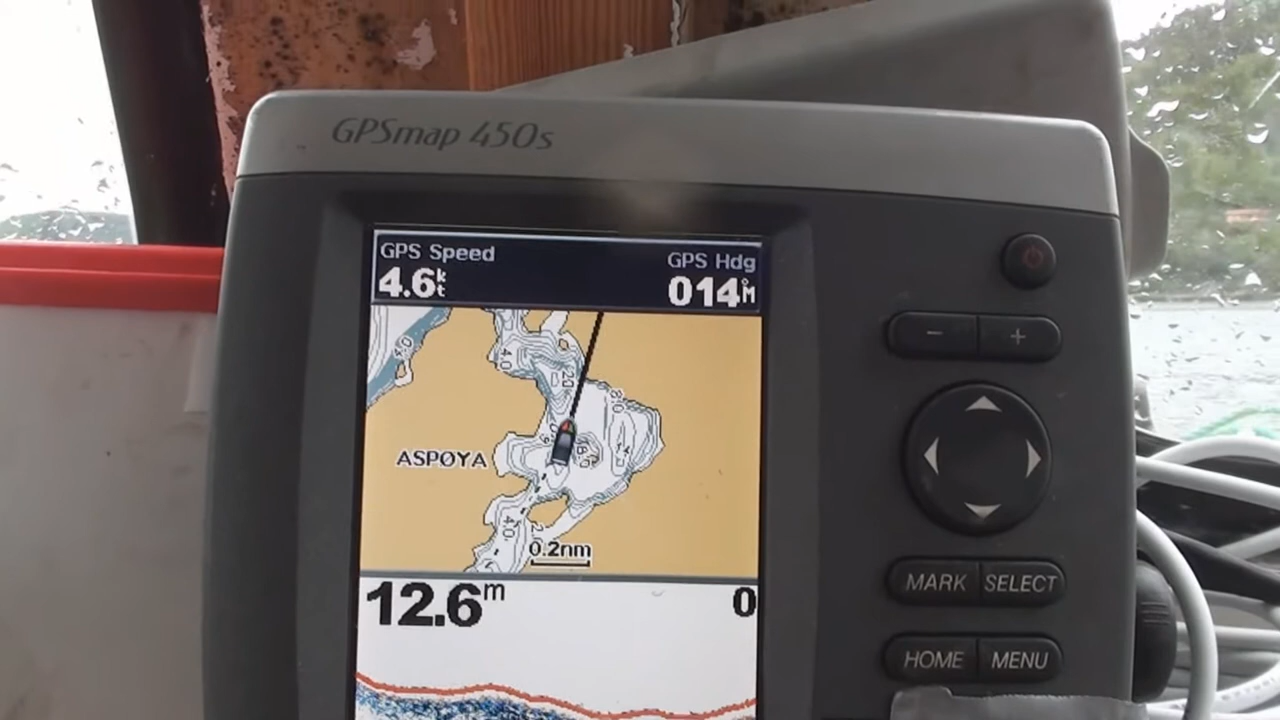 GPSmap 450s
GPS Speed
4.6kt
GPS Hdg
014°M
ASPØYA
0.2nm
12.6m
0
− +
MARK SELECT
HOME MENU